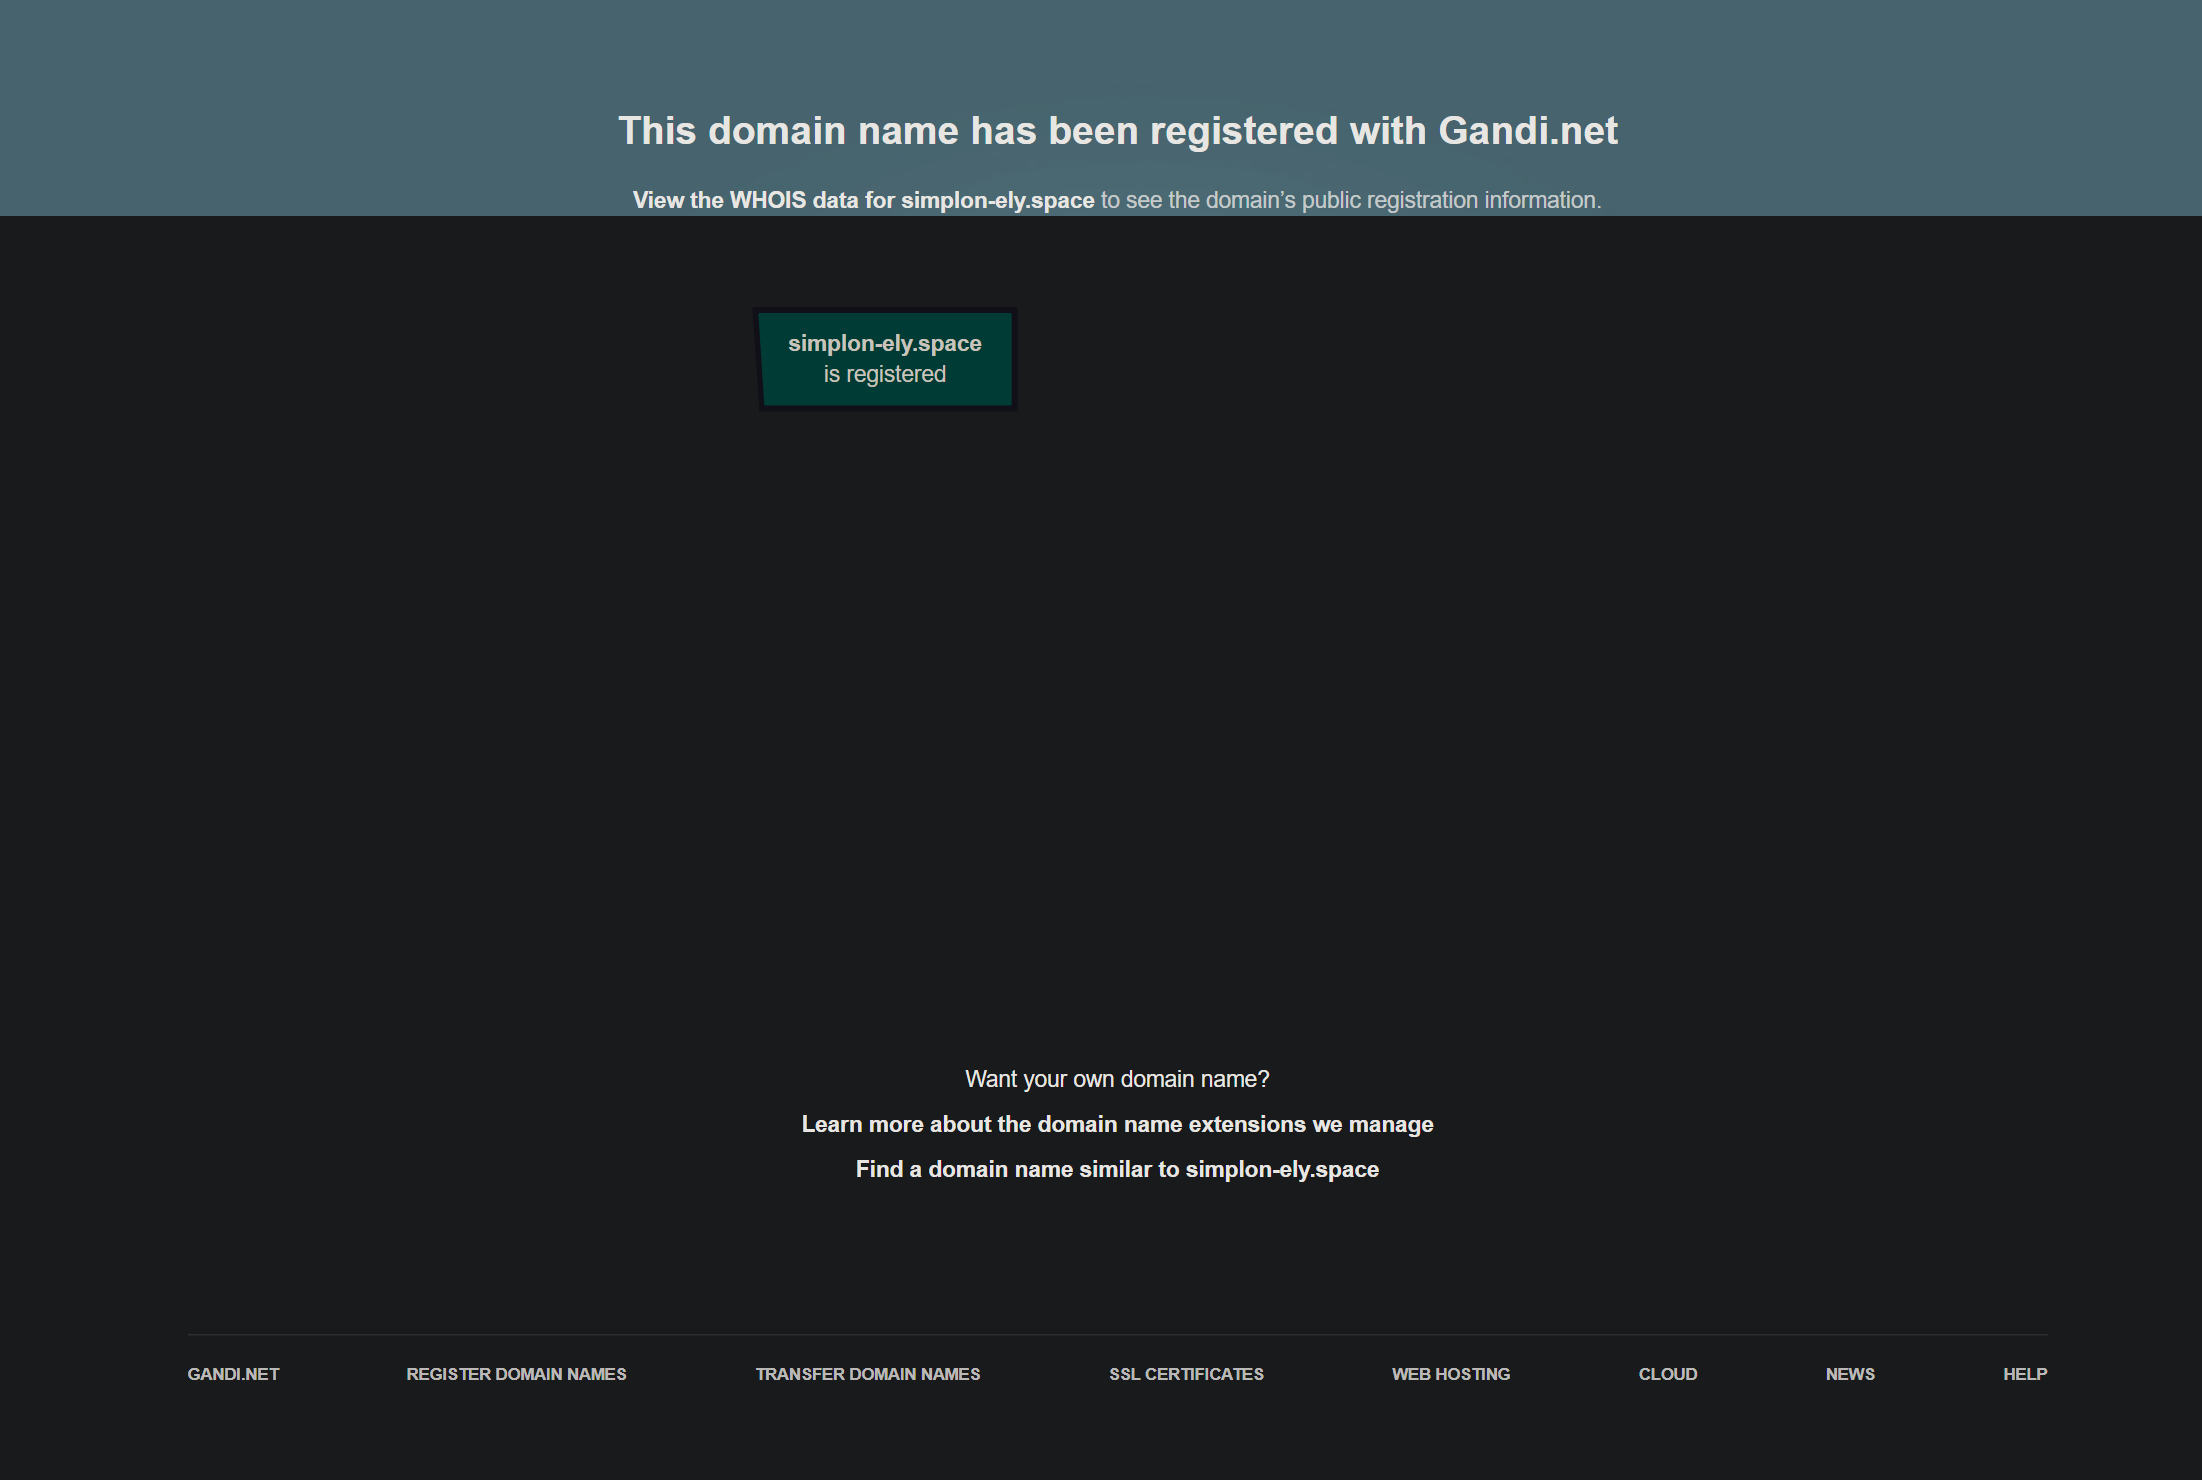 This domain name has been registered with Gandi.net
View the WHOIS data for simplon-ely.space to see the domain’s public registration information.
simplon-ely.space
is registered
Want your own domain name?
Learn more about the domain name extensions we manage
Find a domain name similar to simplon-ely.space
GANDI.NET REGISTER DOMAIN NAMES TRANSFER DOMAIN NAMES SSL CERTIFICATES WEB HOSTING CLOUD NEWS HELP